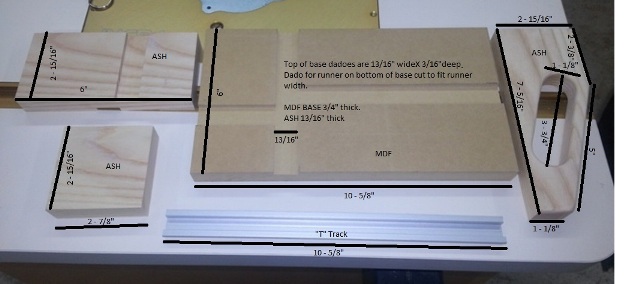 2 - 15/16"
2 - 15/16"
ASH
6"
6"
Top of base dadoes are 13/16" wideX 3/16"deep,
Dado for runner on bottom of base cut to fit runner
width.
MDF BASE 3/4" thick.
ASH 13/16" thick
13/16"
MDF
10 - 5/8"
ASH
2 - 3/8"
1 - 1/8"
7 - 5/16"
3 - 3/4"
5"
1 - 1/8"
2 - 15/16"
ASH
2 - 7/8"
"T" Track
10 - 5/8"